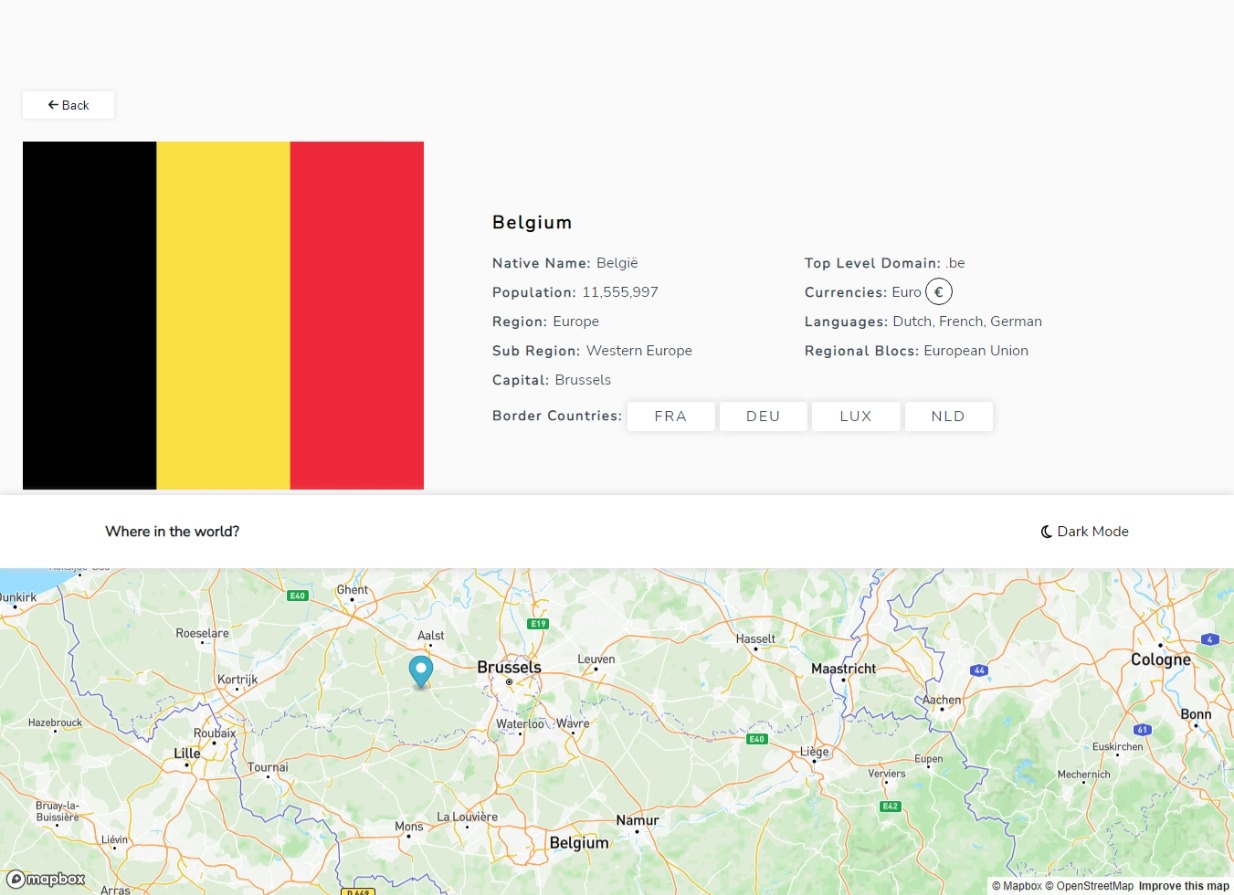 Back
Belgium
Native Name: België
Population: 11,555,997
Region: Europe
Sub Region: Western Europe
Capital: Brussels
Top Level Domain: .be
Currencies: Euro €
Languages: Dutch, French, German
Regional Blocs: European Union
Border Countries: FRA DEU LUX NLD
Where in the world?
Dark Mode
Dunkirk
E40
Ghent
E19
Roeselare
Aalst
Hasselt
4
Brussels
Leuven
Maastricht
44
Cologne
Kortrijk
Aachen
Hazebrouck
Waterloo
Wavre
Bonn
Roubaix
E40
61
Lille
Liège
Euskirchen
Tournai
Eupen
Verviers
Mechernich
Bruay-la-
Buissière
E42
La Louvière
Mons
Namur
Liévin
Belgium
mapbox
Arras
© Mapbox © OpenStreetMap Improve this map